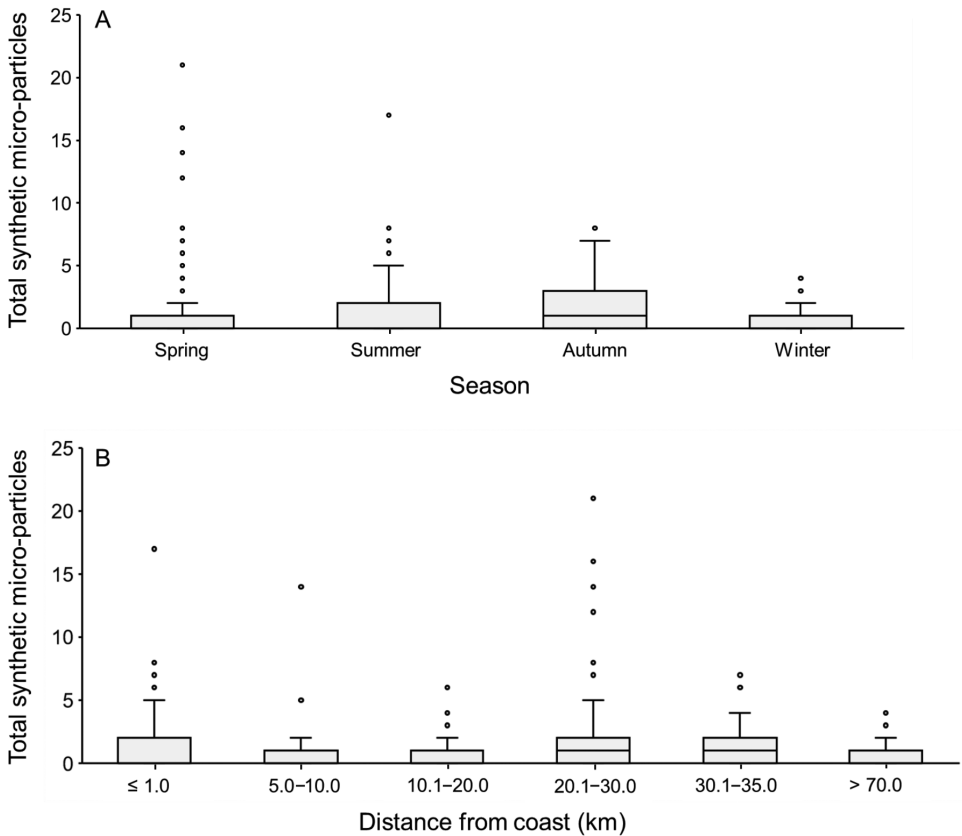 A
Total synthetic micro-particles
25
20
15
10
5
0
Spring Summer Autumn Winter
Season
B
Total synthetic micro-particles
25
20
15
10
5
0
≤ 1.0 5.0–10.0 10.1–20.0 20.1–30.0 30.1–35.0 > 70.0
Distance from coast (km)